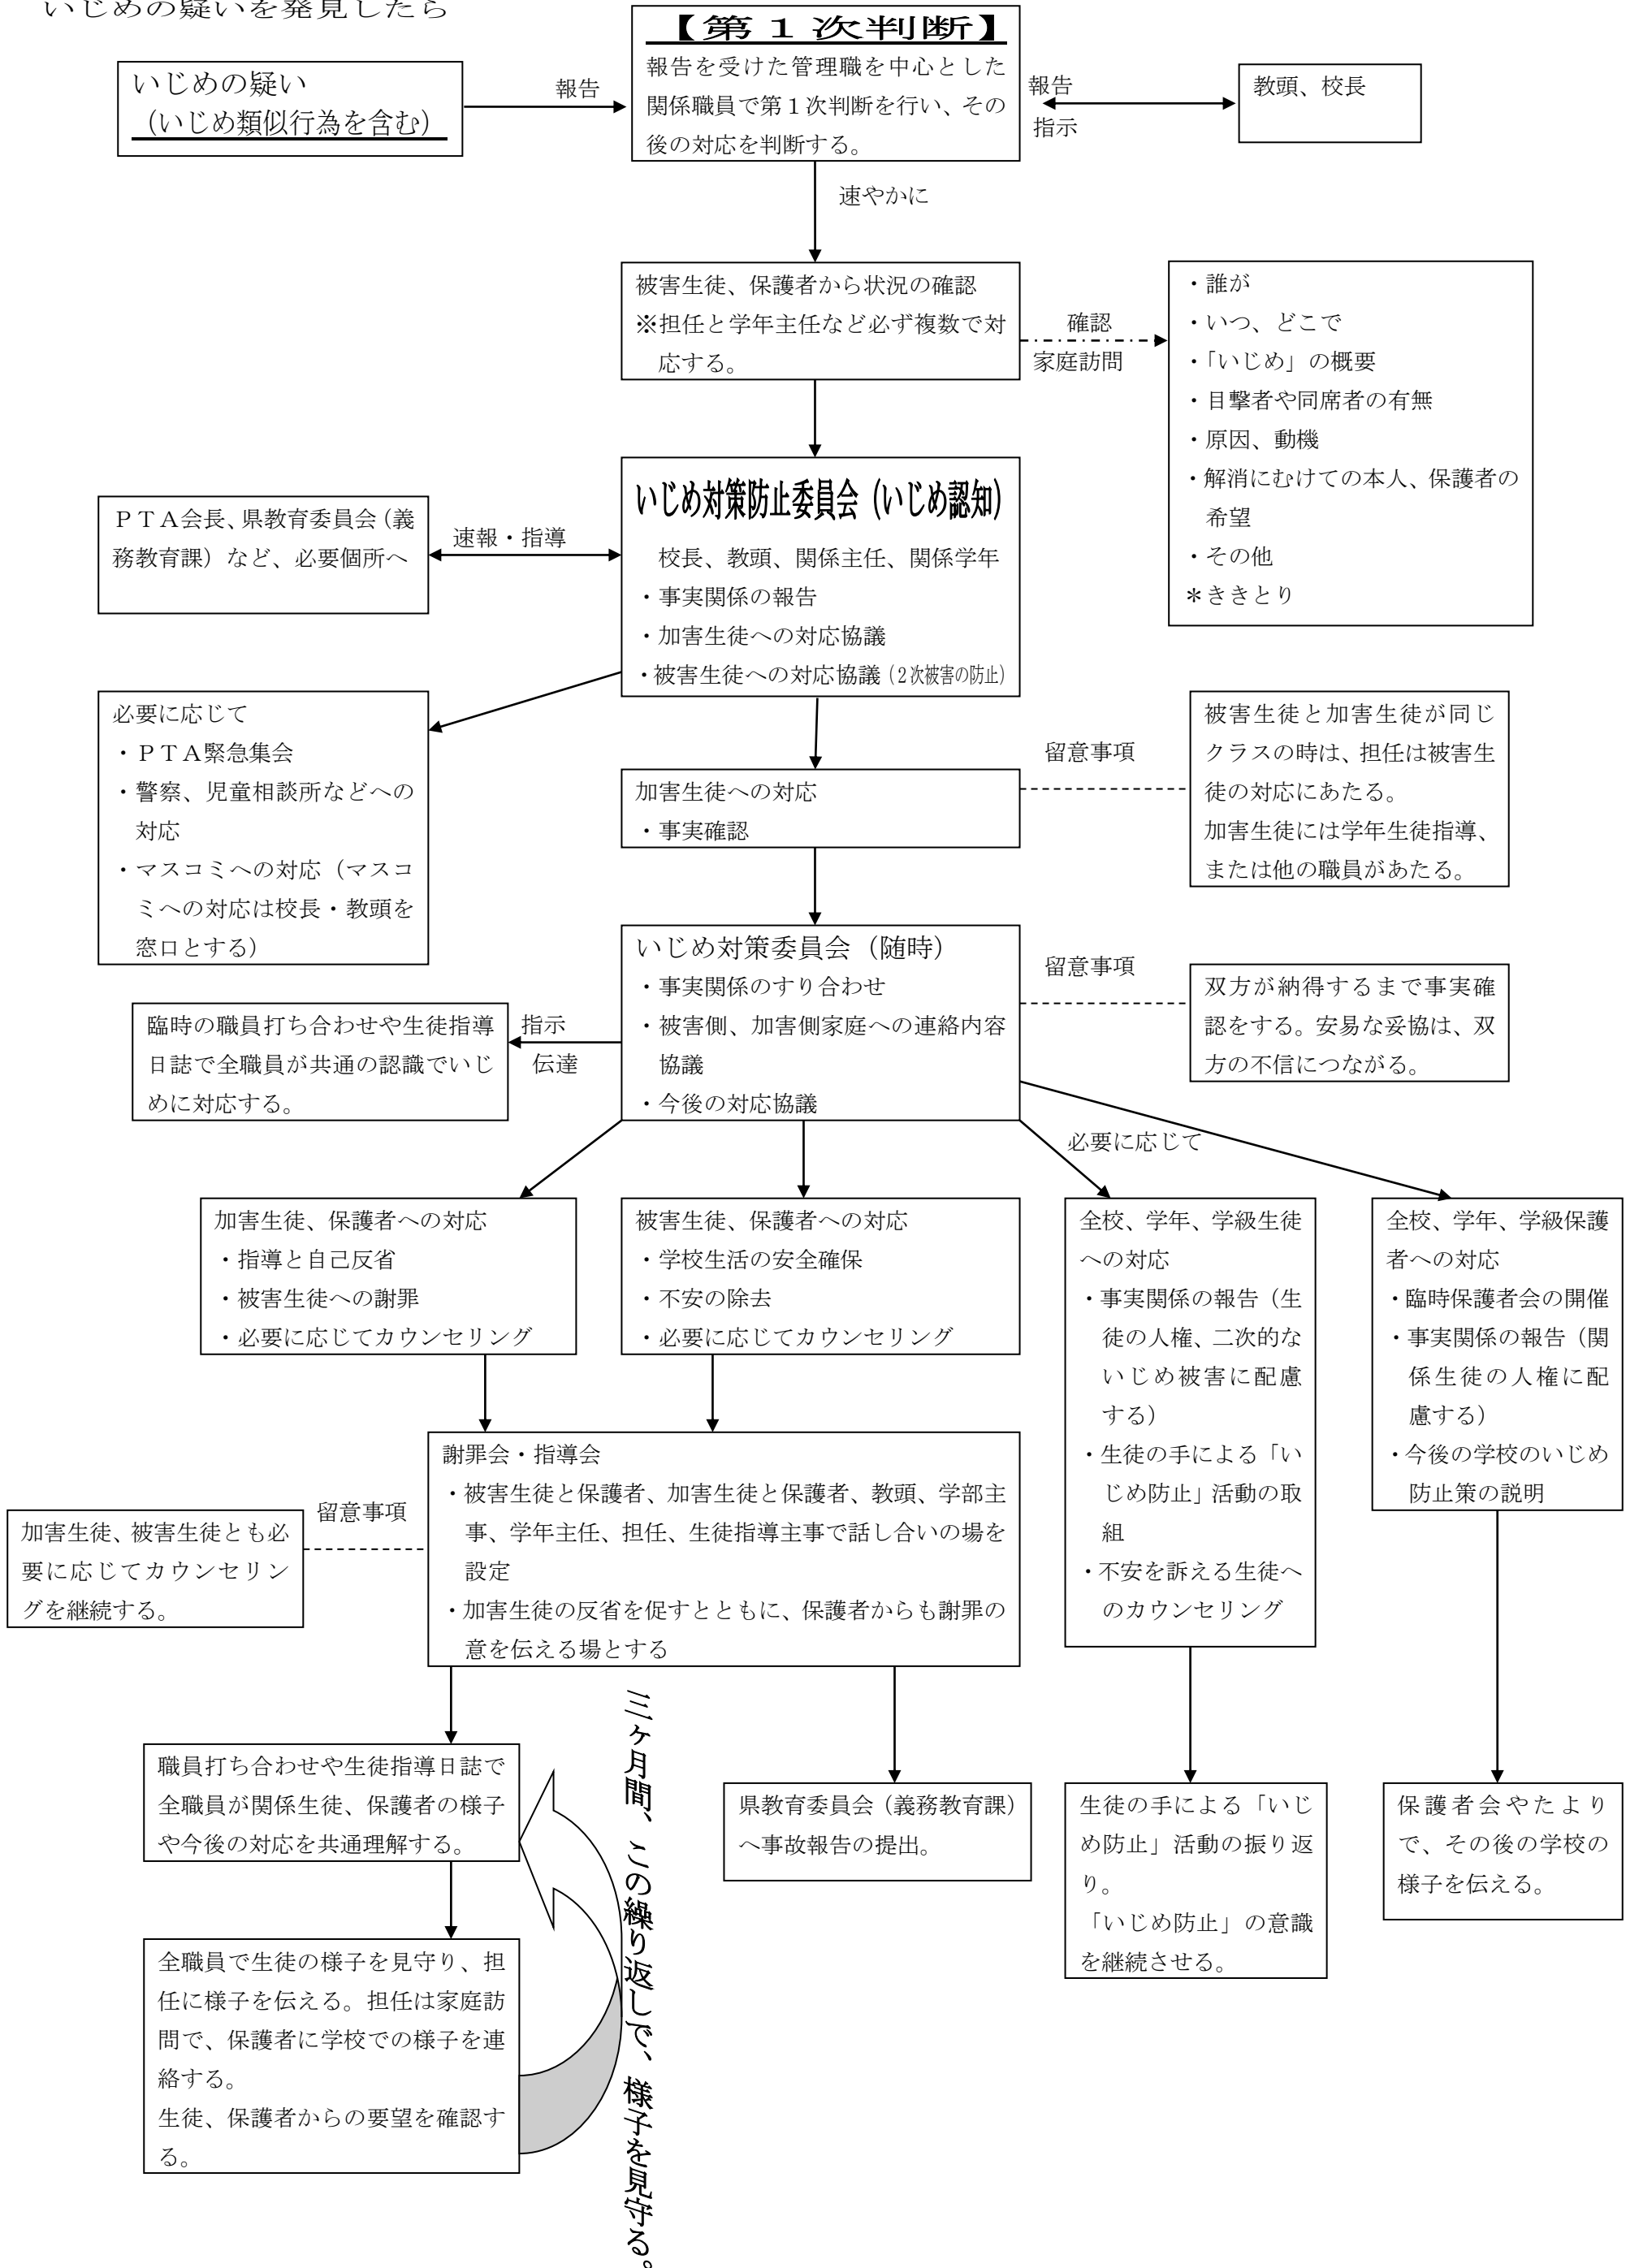 いじめの疑いを発見したら
いじめの疑い
（いじめ類似行為を含む）
報告
【第１次判断】
報告を受けた管理職を中心とした
関係職員で第１次判断を行い、その
後の対応を判断する。
報告
指示
教頭、校長
速やかに
被害生徒、保護者から状況の確認
※担任と学年主任など必ず複数で対
応する。
確認
家庭訪問
・誰が
・いつ、どこで
・「いじめ」の概要
・目撃者や同席者の有無
・原因、動機
・解消にむけての本人、保護者の
希望
・その他
＊ききとり
いじめ対策防止委員会（いじめ認知）
校長、教頭、関係主任、関係学年
・事実関係の報告
・加害生徒への対応協議
・被害生徒への対応協議（２次被害の防止）
速報・指導
ＰＴＡ会長、県教育委員会（義
務教育課）など、必要個所へ
必要に応じて
・ＰＴＡ緊急集会
・警察、児童相談所などへの
対応
・マスコミへの対応（マスコ
ミへの対応は校長・教頭を
窓口とする）
加害生徒への対応
・事実確認
留意事項
被害生徒と加害生徒が同じ
クラスの時は、担任は被害生
徒の対応にあたる。
加害生徒には学年生徒指導、
または他の職員があたる。
いじめ対策委員会（随時）
・事実関係のすり合わせ
・被害側、加害側家庭への連絡内容
協議
・今後の対応協議
留意事項
双方が納得するまで事実確
認をする。安易な妥協は、双
方の不信につながる。
指示
伝達
臨時の職員打ち合わせや生徒指導
日誌で全職員が共通の認識でいじ
めに対応する。
必要に応じて
加害生徒、保護者への対応
・指導と自己反省
・被害生徒への謝罪
・必要に応じてカウンセリング
被害生徒、保護者への対応
・学校生活の安全確保
・不安の除去
・必要に応じてカウンセリング
全校、学年、学級生徒
への対応
・事実関係の報告（生
徒の人権、二次的な
いじめ被害に配慮
する）
・生徒の手による「い
じめ防止」活動の取
組
・不安を訴える生徒へ
のカウンセリング
全校、学年、学級保護
者への対応
・臨時保護者会の開催
・事実関係の報告（関
係生徒の人権に配
慮する）
・今後の学校のいじめ
防止策の説明
謝罪会・指導会
・被害生徒と保護者、加害生徒と保護者、教頭、学部主
事、学年主任、担任、生徒指導主事で話し合いの場を
設定
・加害生徒の反省を促すとともに、保護者からも謝罪の
意を伝える場とする
留意事項
加害生徒、被害生徒とも必
要に応じてカウンセリン
グを継続する。
職員打ち合わせや生徒指導日誌で
全職員が関係生徒、保護者の様子
や今後の対応を共通理解する。
全職員で生徒の様子を見守り、担
任に様子を伝える。担任は家庭訪
問で、保護者に学校での様子を連
絡する。
生徒、保護者からの要望を確認す
る。
三ヶ月間、この繰り返しで、様子を見守る。
県教育委員会（義務教育課）
へ事故報告の提出。
生徒の手による「いじ
め防止」活動の振り返
り。
「いじめ防止」の意識
を継続させる。
保護者会やたより
で、その後の学校の
様子を伝える。